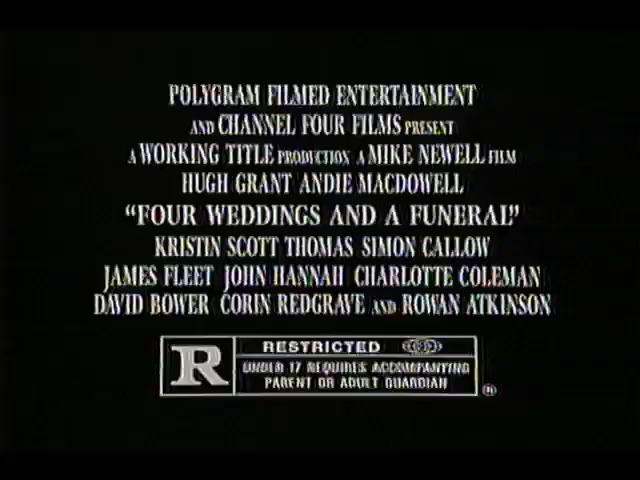 POLYGRAM FILMED ENTERTAINMENT
AND CHANNEL FOUR FILMS PRESENT
A WORKING TITLE PRODUCTION A MIKE NEWELL FILM
HUGH GRANT ANDIE MACDOWELL
"FOUR WEDDINGS AND A FUNERAL"
KRISTIN SCOTT THOMAS SIMON CALLOW
JAMES FLEET JOHN HANNAH CHARLOTTE COLEMAN
DAVID BOWER CORIN REDGRAVE AND ROWAN ATKINSON
R RESTRICTED
UNDER 17 REQUIRES ACCOMPANYING
PARENT OR ADULT GUARDIAN ®